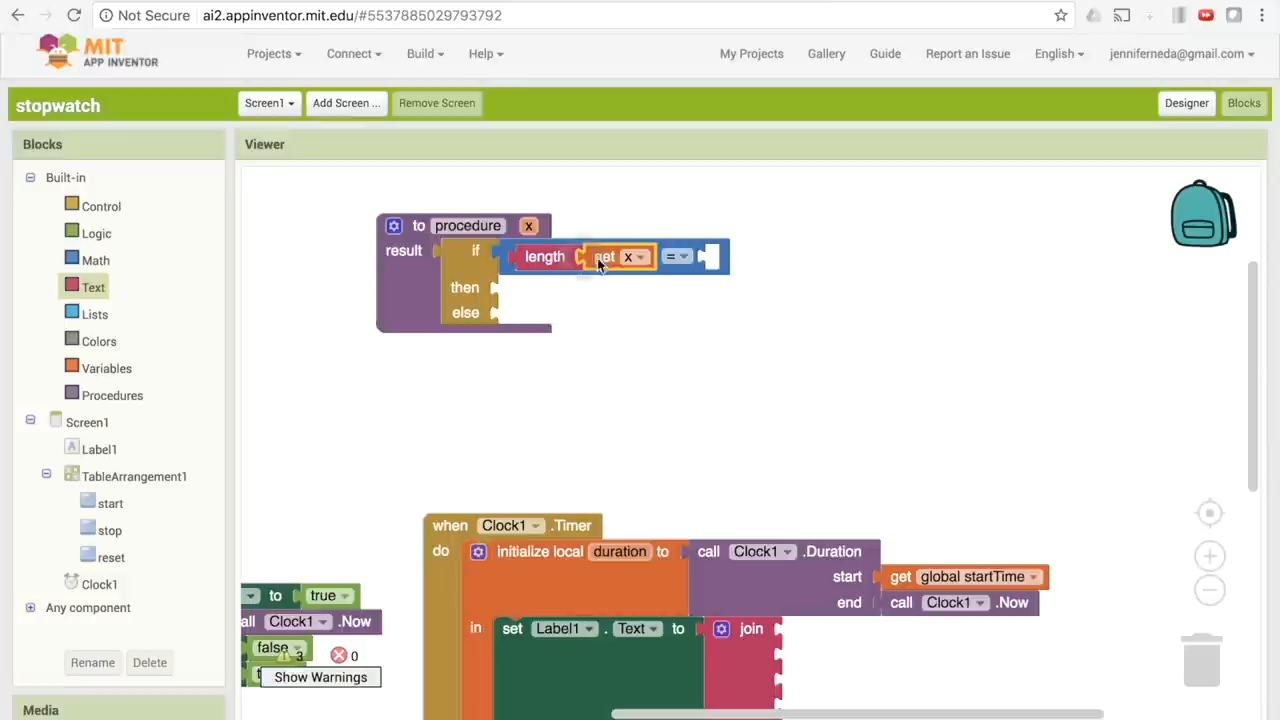 Not Secure ai2.appinventor.mit.edu/#5537885029793792
MIT
APP INVENTOR
Projects Connect Build Help My Projects Gallery Guide Report an Issue English jenniferneda@gmail.com
stopwatch Screen1 Add Screen ... Remove Screen Designer Blocks
Blocks
Viewer
Built-in
Control
Logic
Math
Text
Lists
Colors
Variables
Procedures
Screen1
Label1
TableArrangement1
start
stop
reset
Clock1
Any component
Rename Delete
Media
to procedure x
result if length get x =
then
else
when Clock1 .Timer
do initialize local duration to call Clock1 .Duration
start get global startTime
end call Clock1 .Now
in set Label1 . Text to join
to true
all Clock1 .Now
false
3 0
Show Warnings